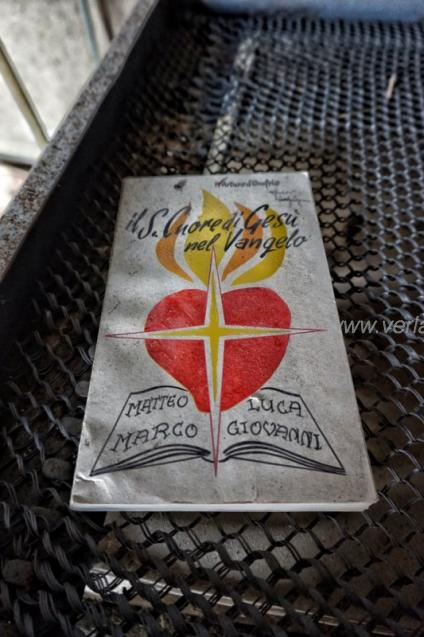 il S. Cuore di Gesù
nel Vangelo
MATTEO LUCA
MARCO GIOVANNI
www.verla